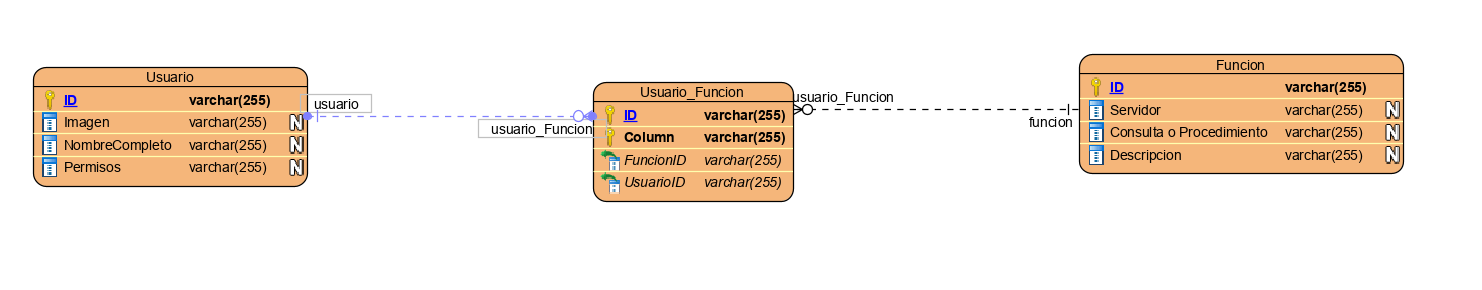 Usuario
ID varchar(255)
Imagen varchar(255) N
NombreCompleto varchar(255) N
Permisos varchar(255) N
usuario
usuario_Funcion
Usuario_Funcion
ID varchar(255)
Column varchar(255)
FuncionID varchar(255)
UsuarioID varchar(255)
usuario_Funcion
funcion
Funcion
ID varchar(255)
Servidor varchar(255) N
Consulta o Procedimiento varchar(255) N
Descripcion varchar(255) N